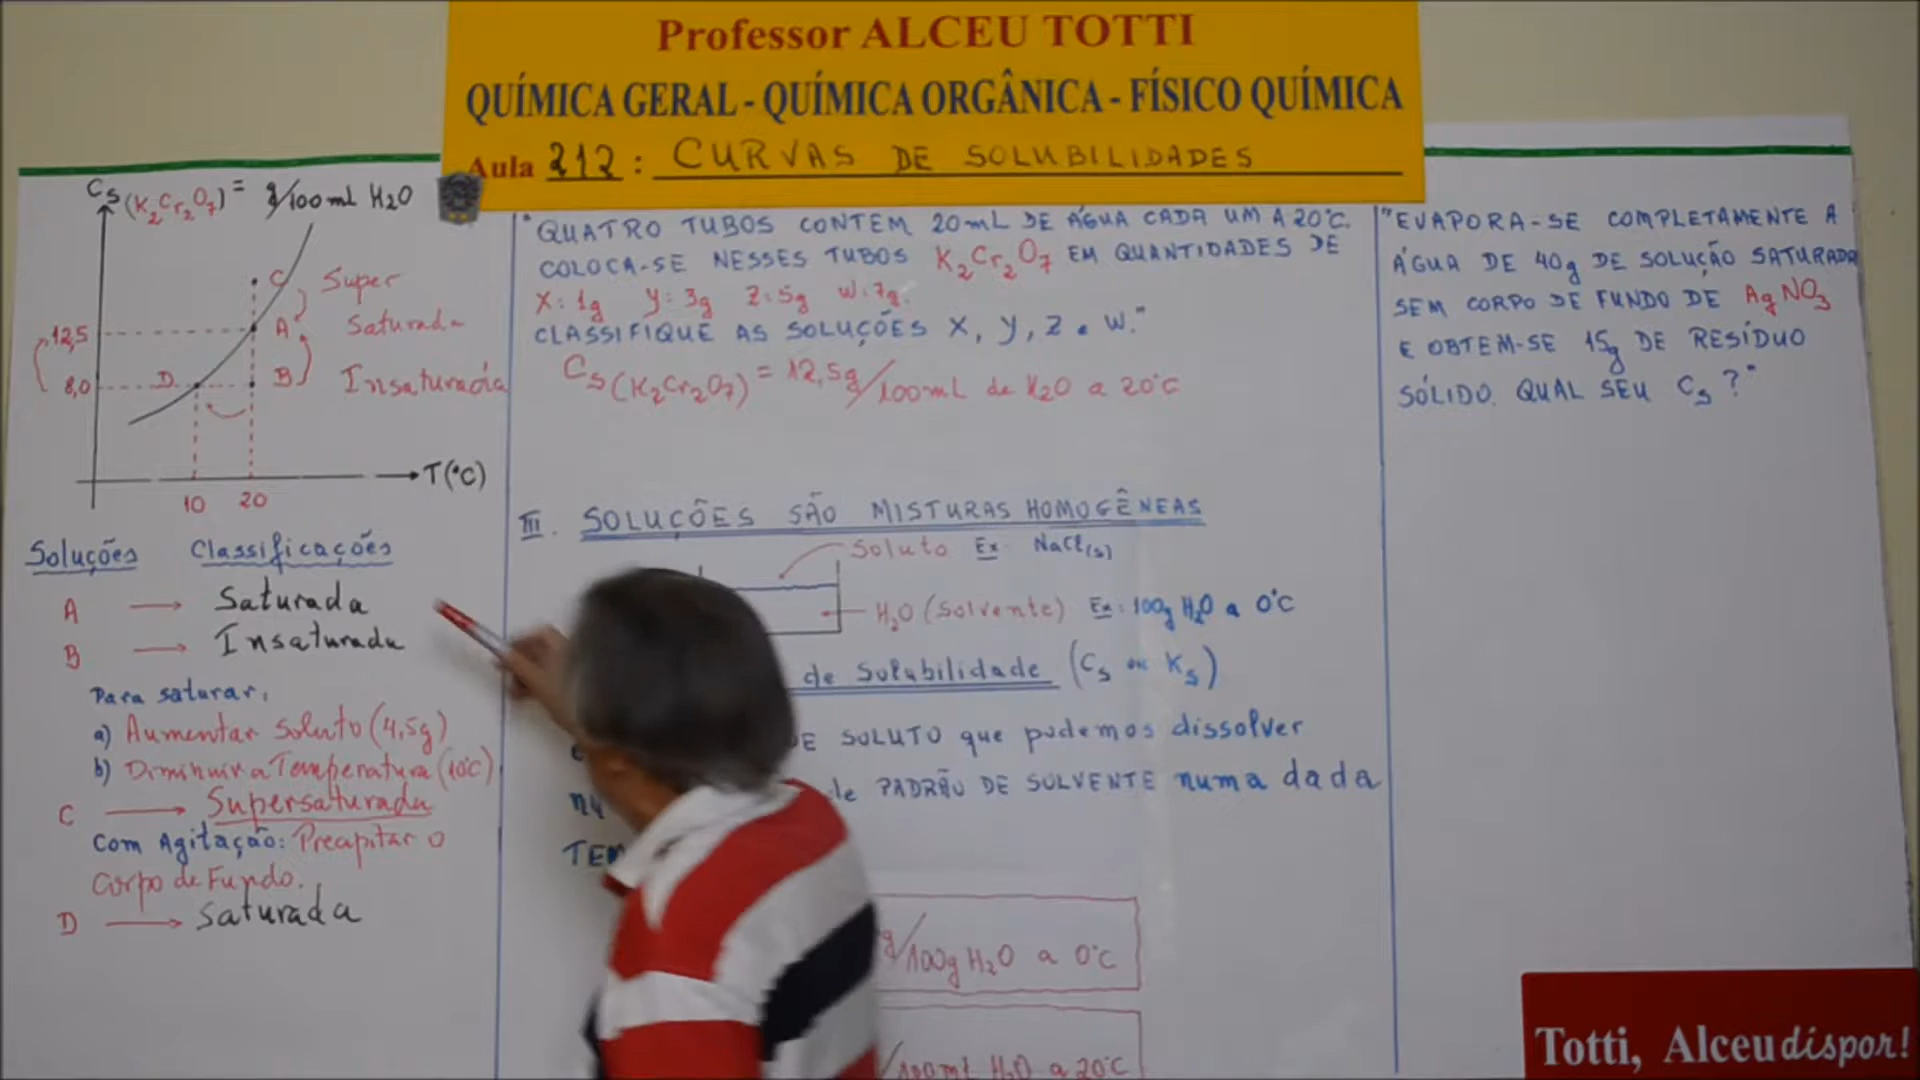 Professor ALCEU TOTTI
QUÍMICA GERAL - QUÍMICA ORGÂNICA - FÍSICO QUÍMICA
Aula 212: CURVAS DE SOLUBILIDADES
Cs(K2Cr2O7) = g/100ml H2O
C Super
Saturada
12,5 A
8,0 D B Insaturada
T(°C)
10 20
Soluções Classificações
A → Saturada
B → Insaturada
Para saturar,
a) Aumentar soluto (4,5g)
b) Diminuir a Temperatura (10°C)
C → Supersaturada
Com Agitação: Precapitar o
Corpo de Fundo.
D → Saturada
"QUATRO TUBOS CONTEM 20mL DE ÁGUA CADA UM A 20°C.
COLOCA-SE NESSES TUBOS K2Cr2O7 EM QUANTIDADES DE
X: 1g Y: 3g Z: 5g W: 7g.
CLASSIFIQUE AS SOLUÇÕES X, Y, Z e W."
Cs(K2Cr2O7) = 12,5g/100mL de H2O a 20°C
III. SOLUÇÕES SÃO MISTURAS HOMOGÊNEAS
Soluto Ex: NaCl(s)
H2O (Solvente) Ex: 100g H2O a 0°C
de Solubilidade (Cs ou Ks)
DE SOLUTO que podemos dissolver
de PADRÃO DE SOLVENTE numa dada
TEM
g/100g H2O a 0°C
/100ml H2O a 20°C
"EVAPORA-SE COMPLETAMENTE A
ÁGUA DE 40g DE SOLUÇÃO SATURADA
SEM CORPO DE FUNDO DE AgNO3
E OBTEM-SE 15g DE RESÍDUO
SÓLIDO. QUAL SEU Cs?"
Totti, Alceu dispor!